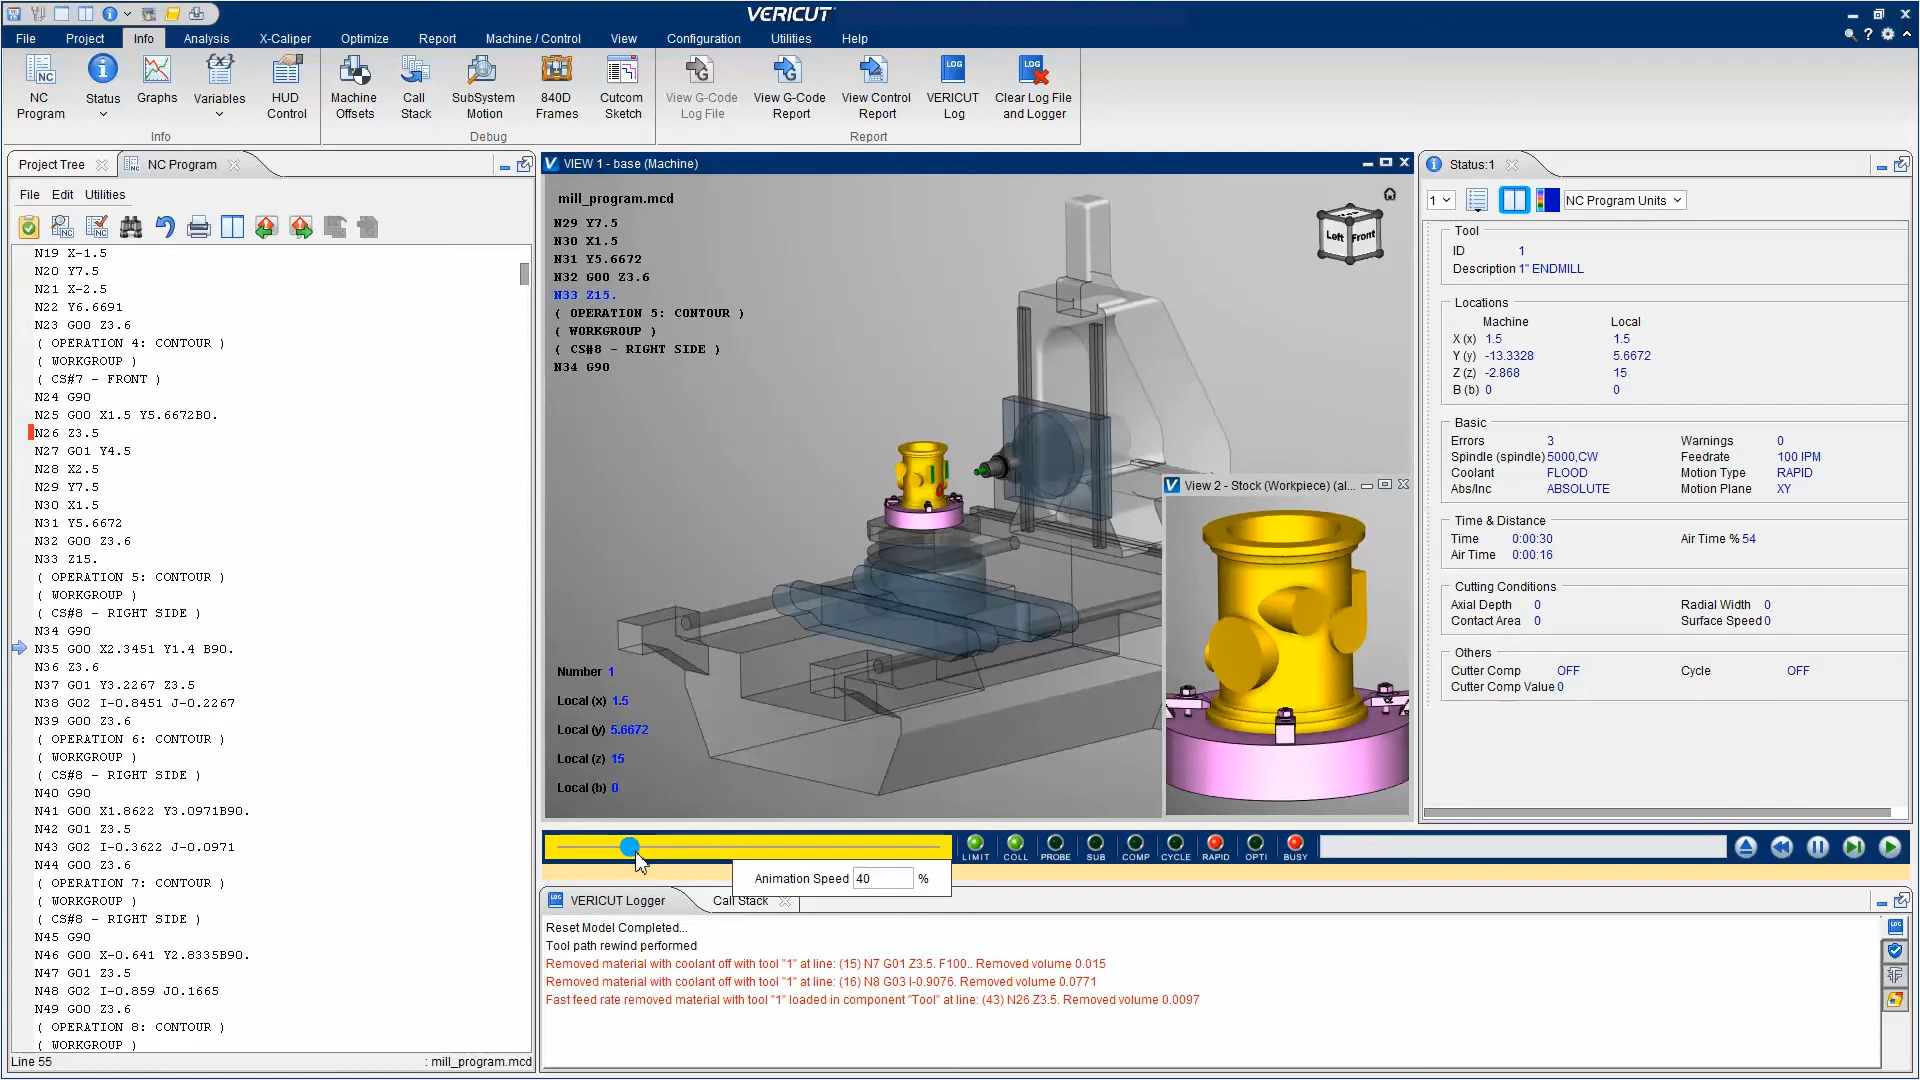 VERICUT
File Project Info Analysis X-Caliper Optimize Report Machine / Control View Configuration Utilities Help
NC Program
Status
Graphs
Variables
HUD Control
Machine Offsets
Call Stack
SubSystem Motion
840D Frames
Cutcom Sketch
View G-Code Log File
View G-Code Report
View Control Report
VERICUT Log
Clear Log File and Logger
Info
Debug
Report
Project Tree
NC Program
File Edit Utilities
N19 X-1.5
N20 Y7.5
N21 X-2.5
N22 Y6.6691
N23 G00 Z3.6
( OPERATION 4: CONTOUR )
( WORKGROUP )
( CS#7 - FRONT )
N24 G90
N25 G00 X1.5 Y5.6672B0.
N26 Z3.5
N27 G01 Y4.5
N28 X2.5
N29 Y7.5
N30 X1.5
N31 Y5.6672
N32 G00 Z3.6
N33 Z15.
( OPERATION 5: CONTOUR )
( WORKGROUP )
( CS#8 - RIGHT SIDE )
N34 G90
N35 G00 X2.3451 Y1.4 B90.
N36 Z3.6
N37 G01 Y3.2267 Z3.5
N38 G02 I-0.8451 J-0.2267
N39 G00 Z3.6
( OPERATION 6: CONTOUR )
( WORKGROUP )
( CS#8 - RIGHT SIDE )
N40 G90
N41 G00 X1.8622 Y3.0971B90.
N42 G01 Z3.5
N43 G02 I-0.3622 J-0.0971
N44 G00 Z3.6
( OPERATION 7: CONTOUR )
( WORKGROUP )
( CS#8 - RIGHT SIDE )
N45 G90
N46 G00 X-0.641 Y2.8335B90.
N47 G01 Z3.5
N48 G02 I-0.859 J0.1665
N49 G00 Z3.6
( OPERATION 8: CONTOUR )
( WORKGROUP )
Line 55
: mill_program.mcd
VIEW 1 - base (Machine)
mill_program.mcd
N29 Y7.5
N30 X1.5
N31 Y5.6672
N32 G00 Z3.6
N33 Z15.
( OPERATION 5: CONTOUR )
( WORKGROUP )
( CS#8 - RIGHT SIDE )
N34 G90
Left Front
Number 1
Local (x) 1.5
Local (y) 5.6672
Local (z) 15
Local (b) 0
View 2 - Stock (Workpiece) (al...
Animation Speed 40 %
LIMIT COLL PROBE SUB COMP CYCLE RAPID OPTI BUSY
VERICUT Logger
Call Stack
Reset Model Completed...
Tool path rewind performed
Removed material with coolant off with tool "1" at line: (15) N7 G01 Z3.5. F100.. Removed volume 0.015
Removed material with coolant off with tool "1" at line: (16) N8 G03 I-0.9076. Removed volume 0.0771
Fast feed rate removed material with tool "1" loaded in component "Tool" at line: (43) N26 Z3.5. Removed volume 0.0097
LOG
Status:1
1
NC Program Units
Tool
ID 1
Description 1" ENDMILL
Locations
Machine Local
X (x) 1.5 1.5
Y (y) -13.3328 5.6672
Z (z) -2.868 15
B (b) 0 0
Basic
Errors 3 Warnings 0
Spindle (spindle) 5000,CW Feedrate 100 IPM
Coolant FLOOD Motion Type RAPID
Abs/Inc ABSOLUTE Motion Plane XY
Time & Distance
Time 0:00:30 Air Time % 54
Air Time 0:00:16
Cutting Conditions
Axial Depth 0 Radial Width 0
Contact Area 0 Surface Speed 0
Others
Cutter Comp OFF Cycle OFF
Cutter Comp Value 0